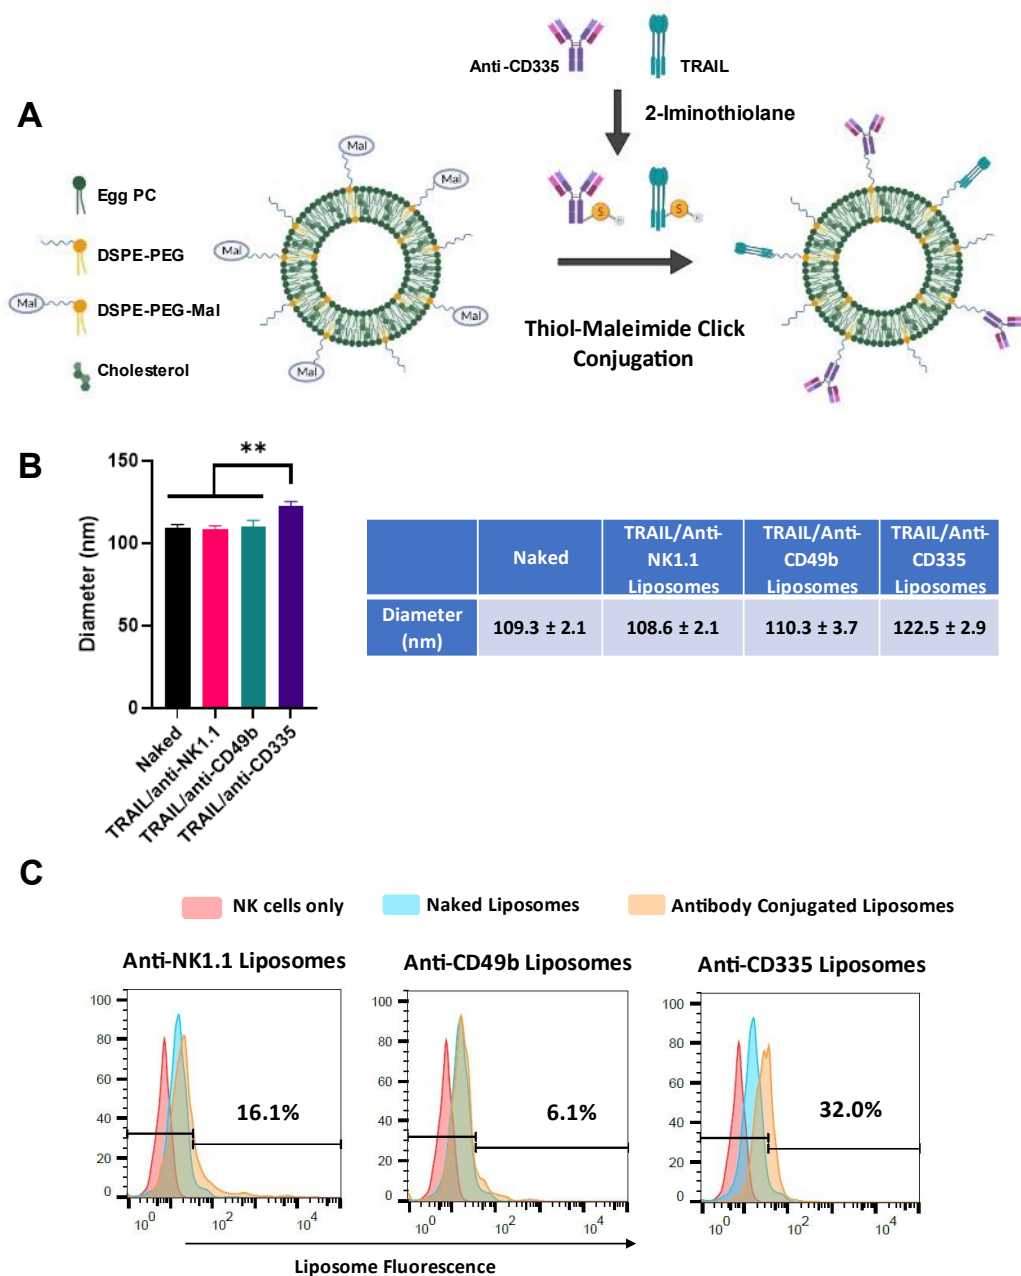 Anti-CD335
TRAIL
A
2-Iminothiolane
Mal
Mal
Egg PC
S
S
DSPE-PEG
Mal
Mal
DSPE-PEG-Mal
Mal
Thiol-Maleimide Click
Conjugation
Mal
Cholesterol
B
150
**
100
50
0
Diameter (nm)
Naked
TRAIL/anti-NK1.1
TRAIL/anti-CD49b
TRAIL/anti-CD335
Naked
TRAIL/Anti-
NK1.1
Liposomes
TRAIL/Anti-
CD49b
Liposomes
TRAIL/Anti-
CD335
Liposomes
Diameter
(nm)
109.3 ± 2.1
108.6 ± 2.1
110.3 ± 3.7
122.5 ± 2.9
C
NK cells only
Naked Liposomes
Antibody Conjugated Liposomes
Anti-NK1.1 Liposomes
100
80
60
40
20
0
16.1%
10⁰ 10² 10⁴
Anti-CD49b Liposomes
100
80
60
40
20
0
6.1%
10⁰ 10² 10⁴
Anti-CD335 Liposomes
100
80
60
40
20
0
32.0%
10⁰ 10² 10⁴
Liposome Fluorescence